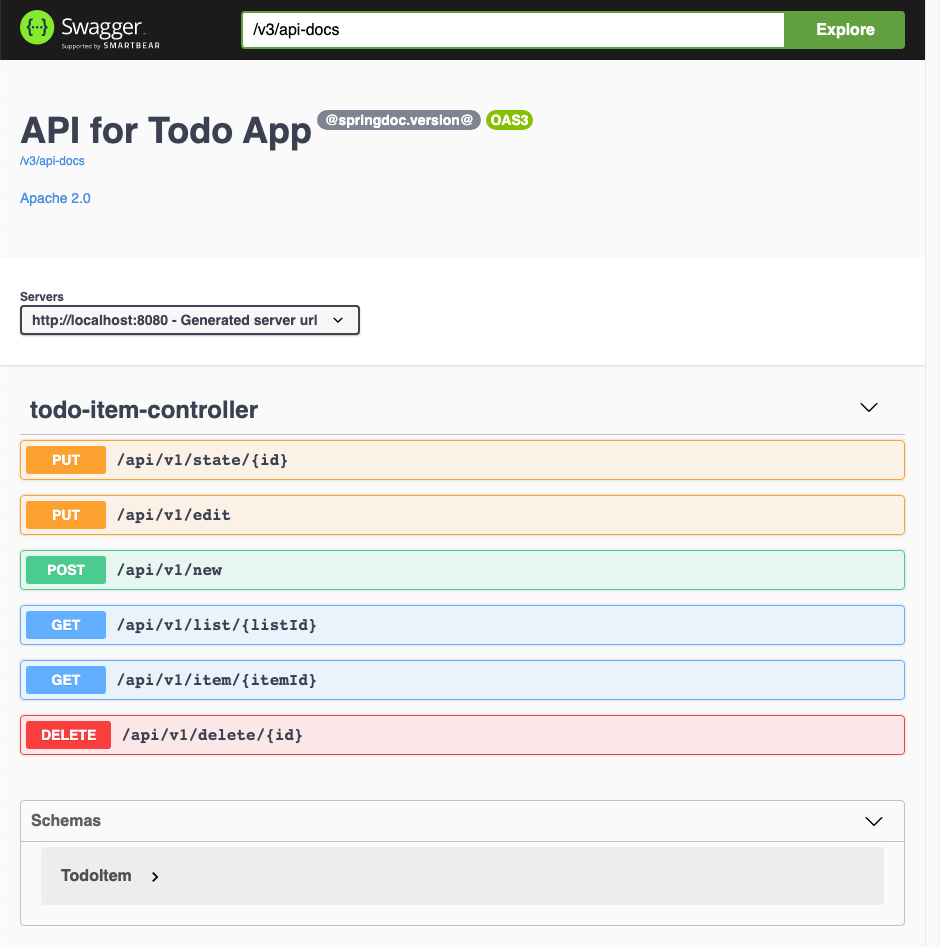 Swagger
Supported by SMARTBEAR
/v3/api-docs
Explore
API for Todo App @springdoc.version@ OAS3
/v3/api-docs
Apache 2.0
Servers
http://localhost:8080 - Generated server url
todo-item-controller
PUT /api/v1/state/{id}
PUT /api/v1/edit
POST /api/v1/new
GET /api/v1/list/{listId}
GET /api/v1/item/{itemId}
DELETE /api/v1/delete/{id}
Schemas
TodoItem